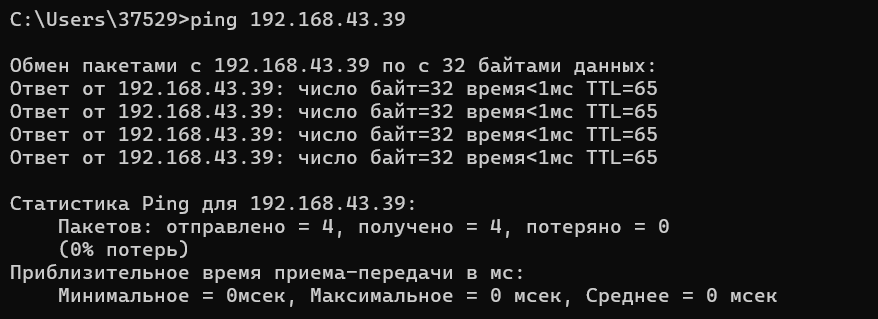 C:\Users\37529>ping 192.168.43.39
Обмен пакетами с 192.168.43.39 по с 32 байтами данных:
Ответ от 192.168.43.39: число байт=32 время<1мс TTL=65
Ответ от 192.168.43.39: число байт=32 время<1мс TTL=65
Ответ от 192.168.43.39: число байт=32 время<1мс TTL=65
Ответ от 192.168.43.39: число байт=32 время<1мс TTL=65
Статистика Ping для 192.168.43.39:
Пакетов: отправлено = 4, получено = 4, потеряно = 0
(0% потерь)
Приблизительное время приема-передачи в мс:
Минимальное = 0мсек, Максимальное = 0 мсек, Среднее = 0 мсек